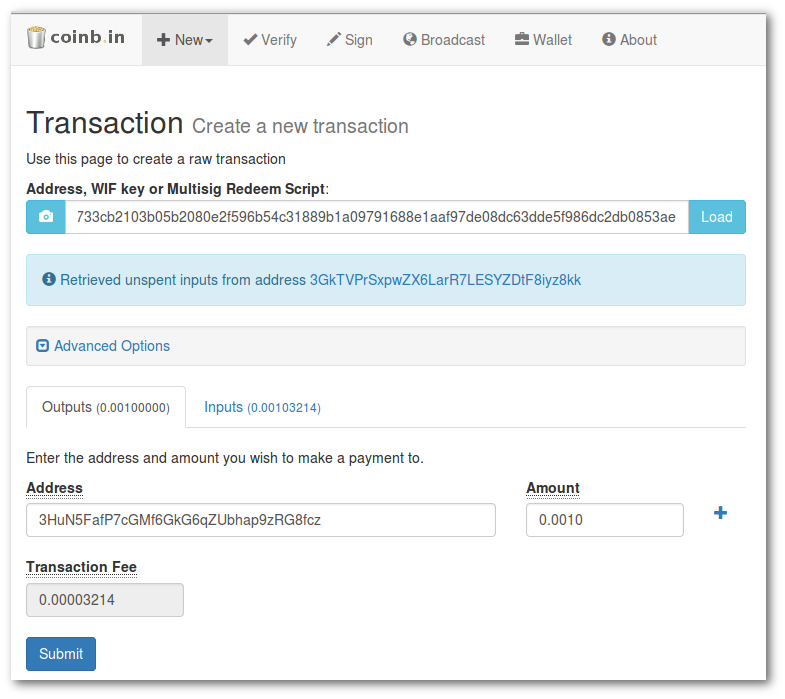 coinb.in New Verify Sign Broadcast Wallet About
Transaction Create a new transaction
Use this page to create a raw transaction
Address, WIF key or Multisig Redeem Script:
733cb2103b05b2080e2f596b54c31889b1a09791688e1aaf97de08dc63dde5f986dc2db0853ae Load
Retrieved unspent inputs from address 3GkTVPrSxpwZX6LarR7LESYZDtF8iyz8kk
Advanced Options
Outputs (0.00100000) Inputs (0.00103214)
Enter the address and amount you wish to make a payment to.
Address Amount
3HuN5FafP7cGMf6GkG6qZUbhap9zRG8fcz 0.0010
Transaction Fee
0.00003214
Submit